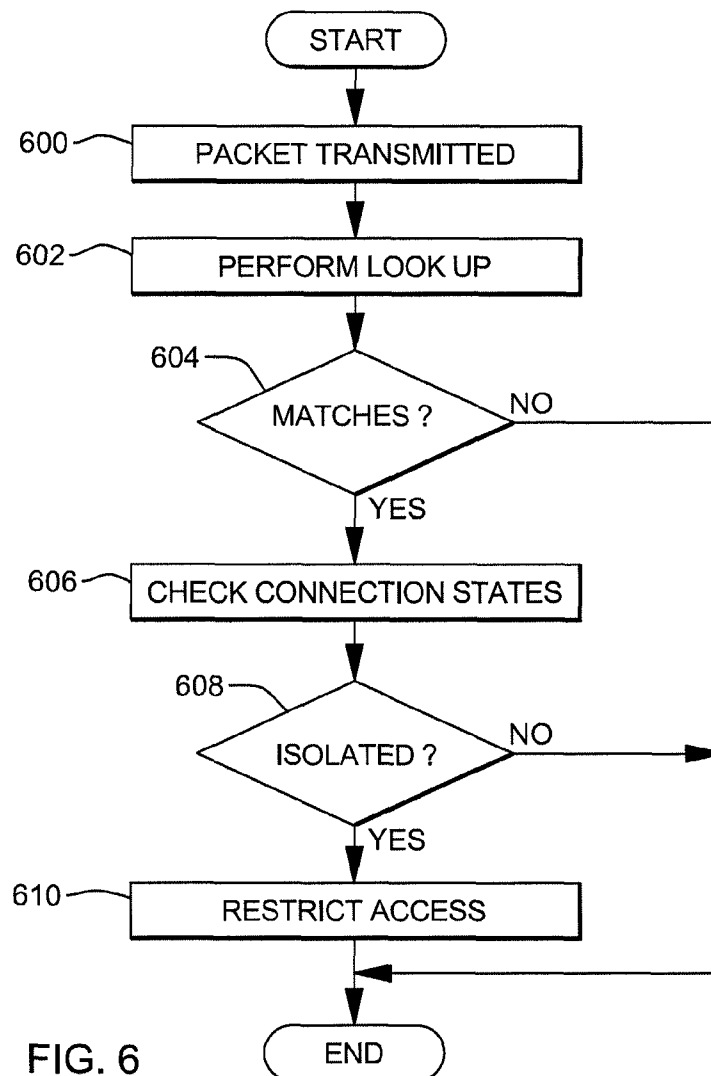 START
600
PACKET TRANSMITTED
602
PERFORM LOOK UP
604
MATCHES ?
NO
YES
606
CHECK CONNECTION STATES
608
ISOLATED ?
NO
YES
610
RESTRICT ACCESS
END
FIG. 6